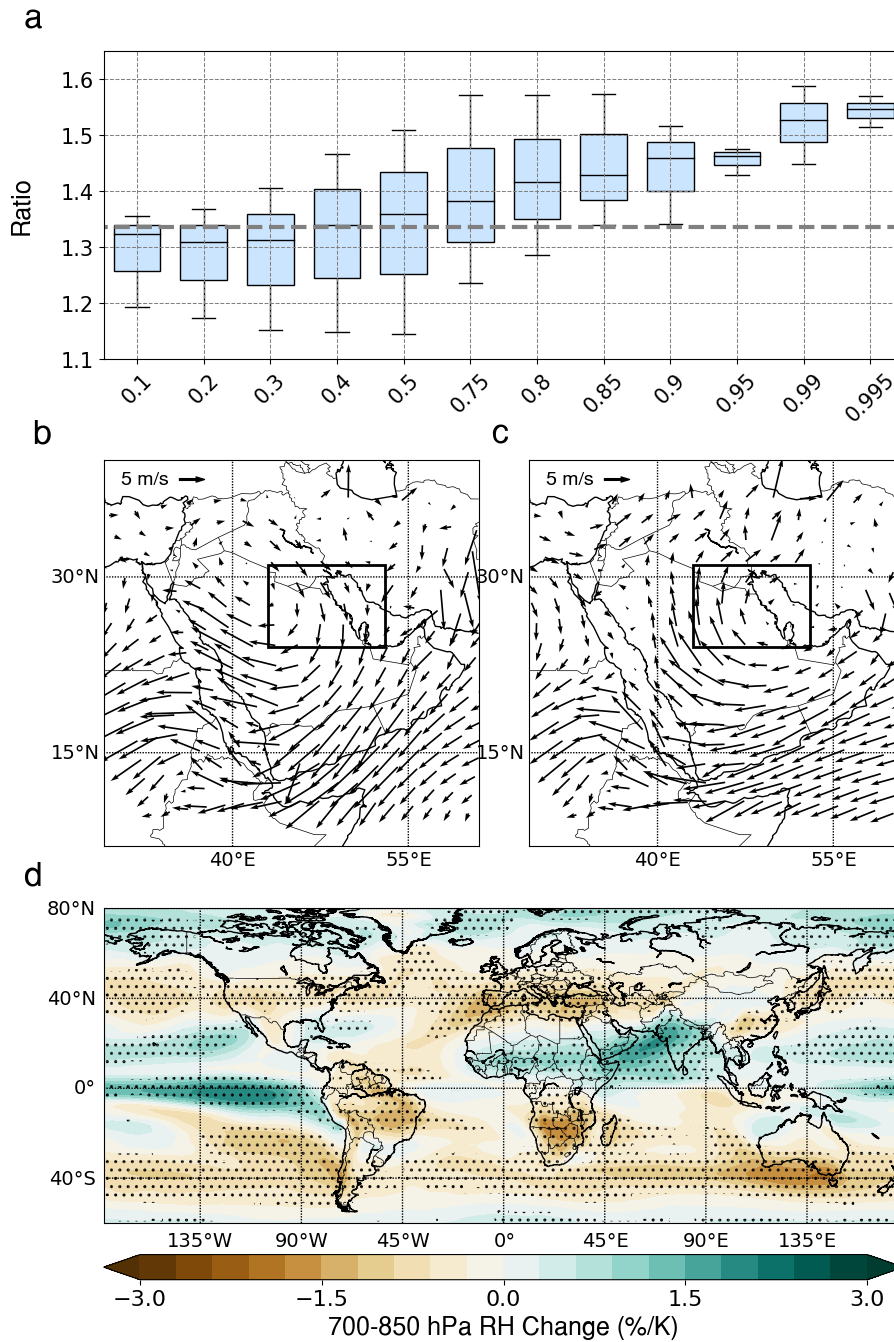 a
1.6
1.5
1.4
1.3
1.2
1.1
Ratio
0.1 0.2 0.3 0.4 0.5 0.75 0.8 0.85 0.9 0.95 0.99 0.995
b c
5 m/s 5 m/s
30°N 30°N
15°N 15°N
40°E 55°E 40°E 55°E
d
80°N
40°N
0°
40°S
135°W 90°W 45°W 0° 45°E 90°E 135°E
−3.0 −1.5 0.0 1.5 3.0
700-850 hPa RH Change (%/K)